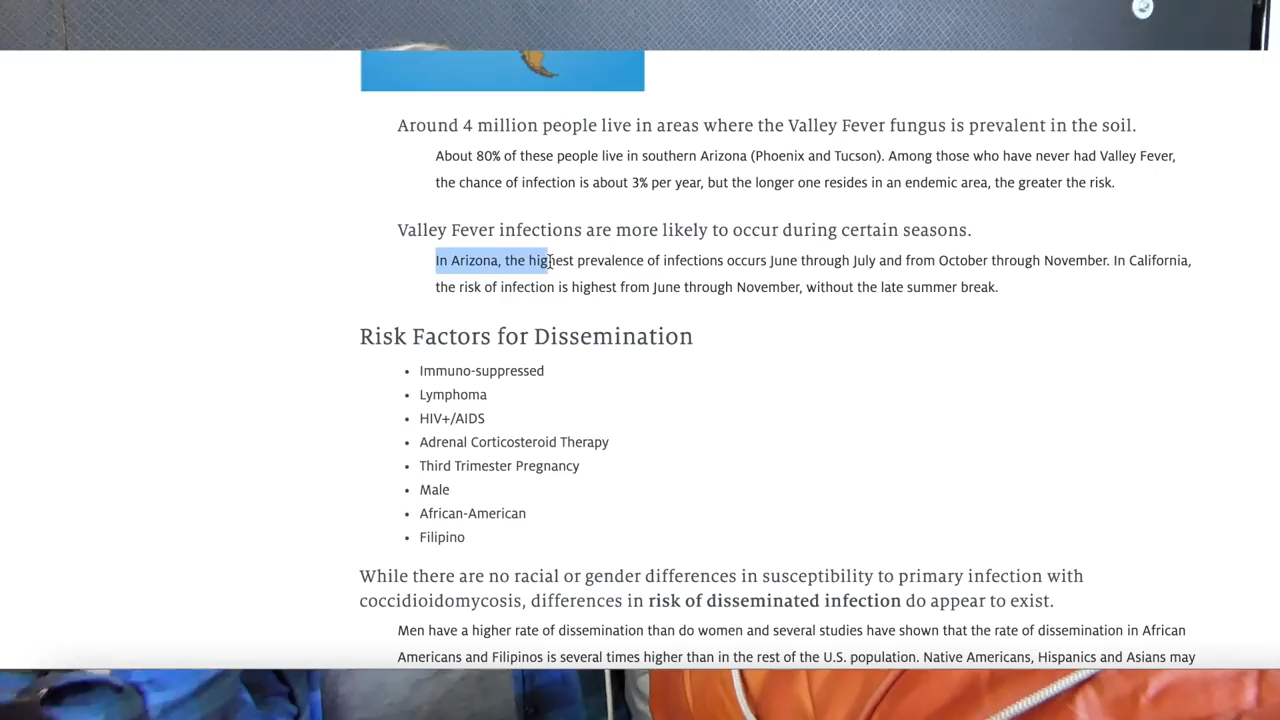 Around 4 million people live in areas where the Valley Fever fungus is prevalent in the soil.
About 80% of these people live in southern Arizona (Phoenix and Tucson). Among those who have never had Valley Fever,
the chance of infection is about 3% per year, but the longer one resides in an endemic area, the greater the risk.
Valley Fever infections are more likely to occur during certain seasons.
In Arizona, the highest prevalence of infections occurs June through July and from October through November. In California,
the risk of infection is highest from June through November, without the late summer break.
Risk Factors for Dissemination
• Immuno-suppressed
• Lymphoma
• HIV+/AIDS
• Adrenal Corticosteroid Therapy
• Third Trimester Pregnancy
• Male
• African-American
• Filipino
While there are no racial or gender differences in susceptibility to primary infection with
coccidioidomycosis, differences in risk of disseminated infection do appear to exist.
Men have a higher rate of dissemination than do women and several studies have shown that the rate of dissemination in African
Americans and Filipinos is several times higher than in the rest of the U.S. population. Native Americans, Hispanics and Asians may